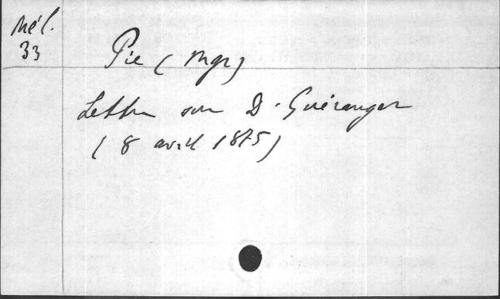 Mél.
33
Pie (Mgr)
Lettre sur D. Guéranger
(8 avril 1875)